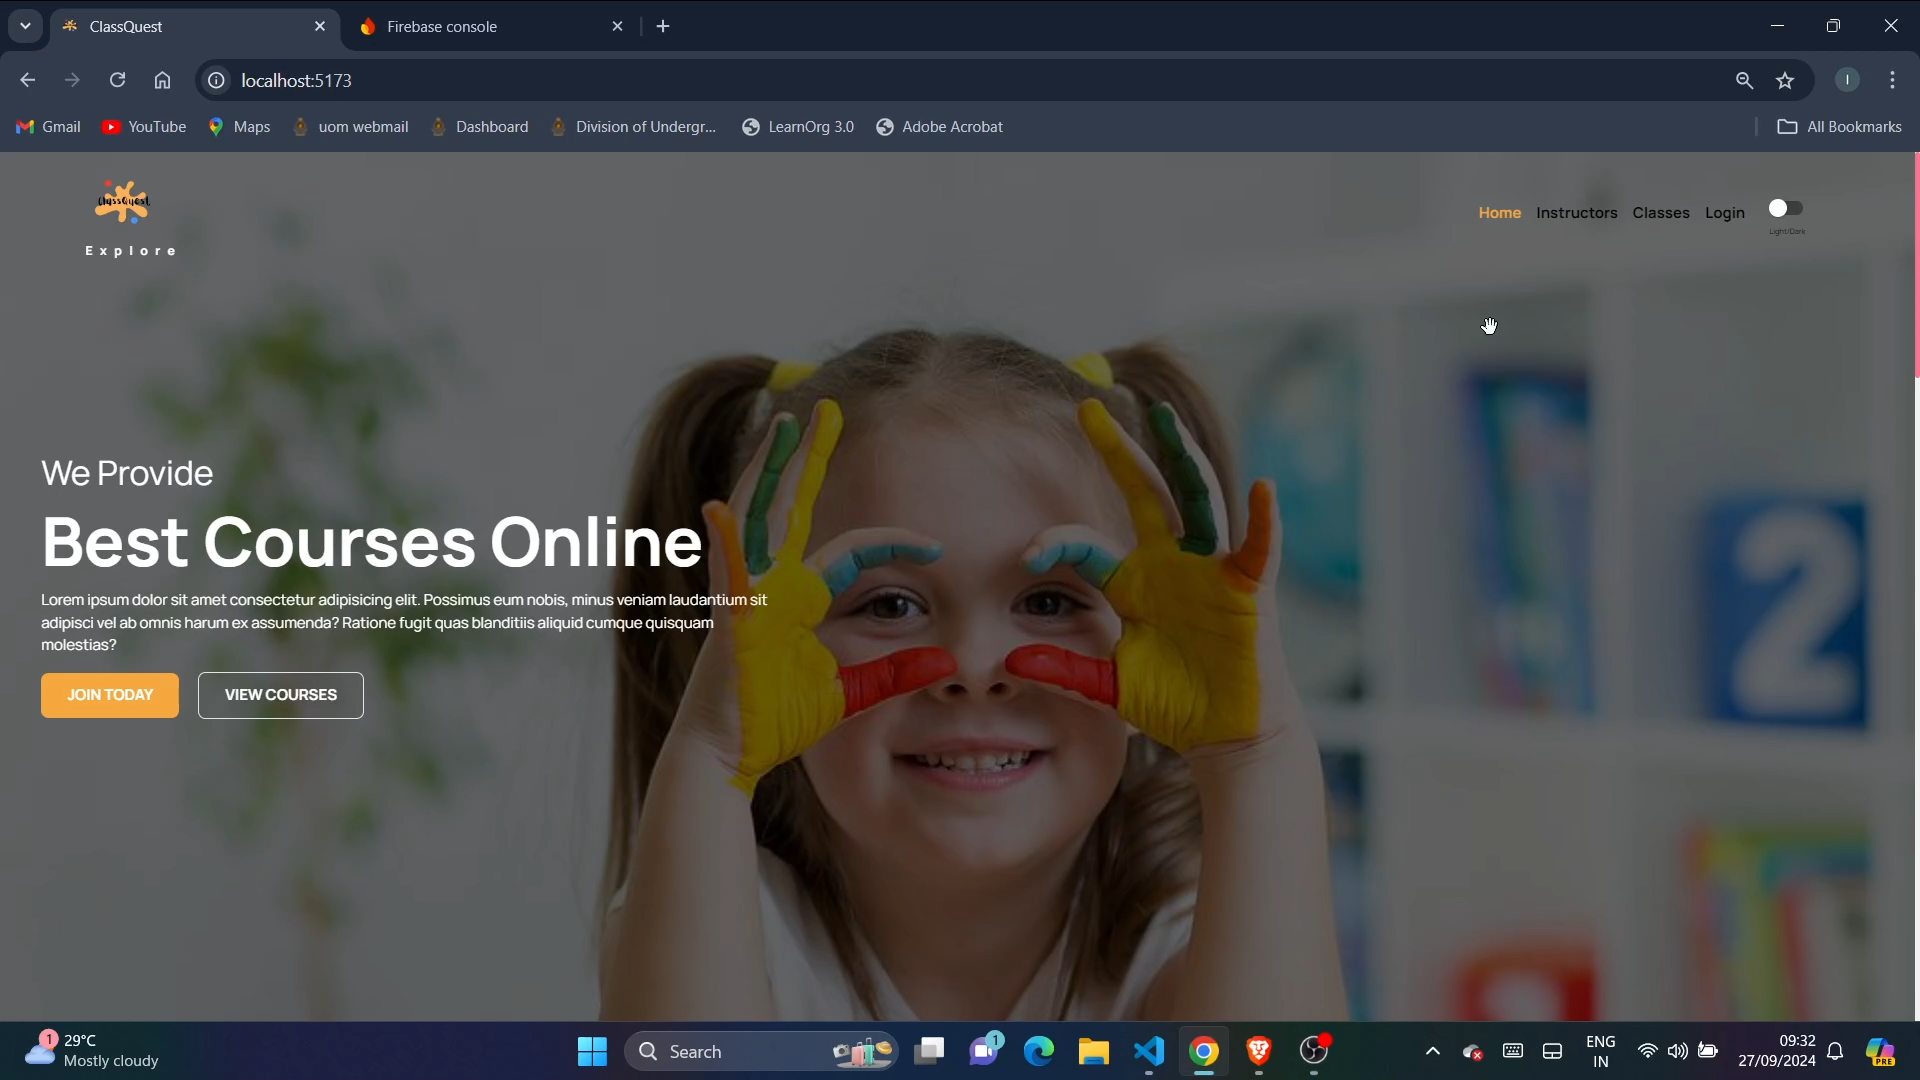 ClassQuest
Firebase console
localhost:5173
I
Gmail
YouTube
Maps
uom webmail
Dashboard
Division of Undergr...
LearnOrg 3.0
Adobe Acrobat
All Bookmarks
ClassQuest
Explore
Home
Instructors
Classes
Login
Light/Dark
We Provide
Best Courses Online
Lorem ipsum dolor sit amet consectetur adipisicing elit. Possimus eum nobis, minus veniam laudantium sit
adipisci vel ab omnis harum ex assumenda? Ratione fugit quas blanditiis aliquid cumque quisquam
molestias?
JOIN TODAY
VIEW COURSES
2
1
29°C
Mostly cloudy
Search
1
ENG
IN
09:32
27/09/2024
PRE